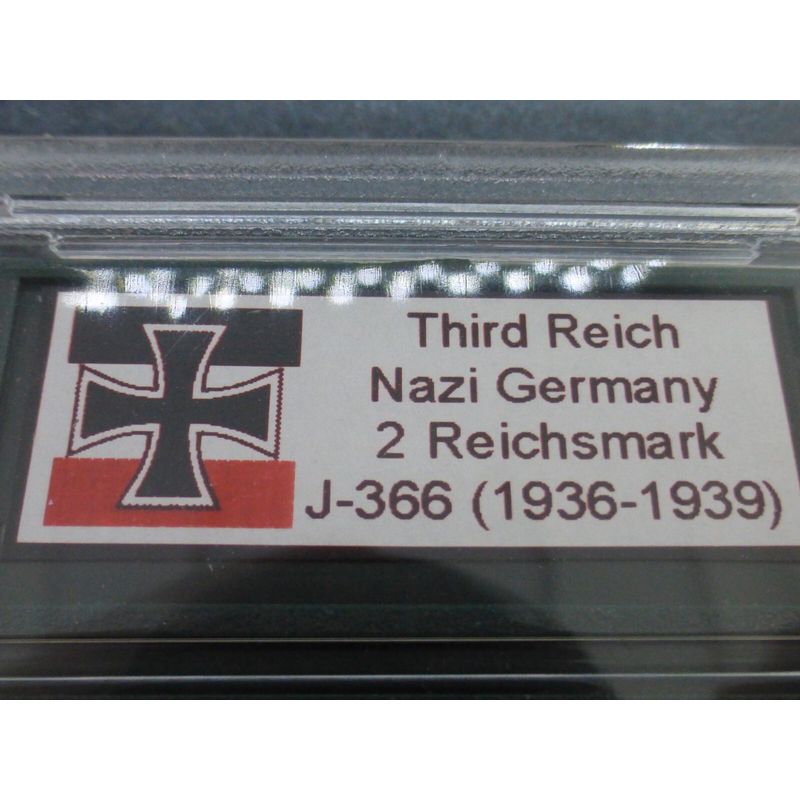 Third Reich
Nazi Germany
2 Reichsmark
J-366 (1936-1939)